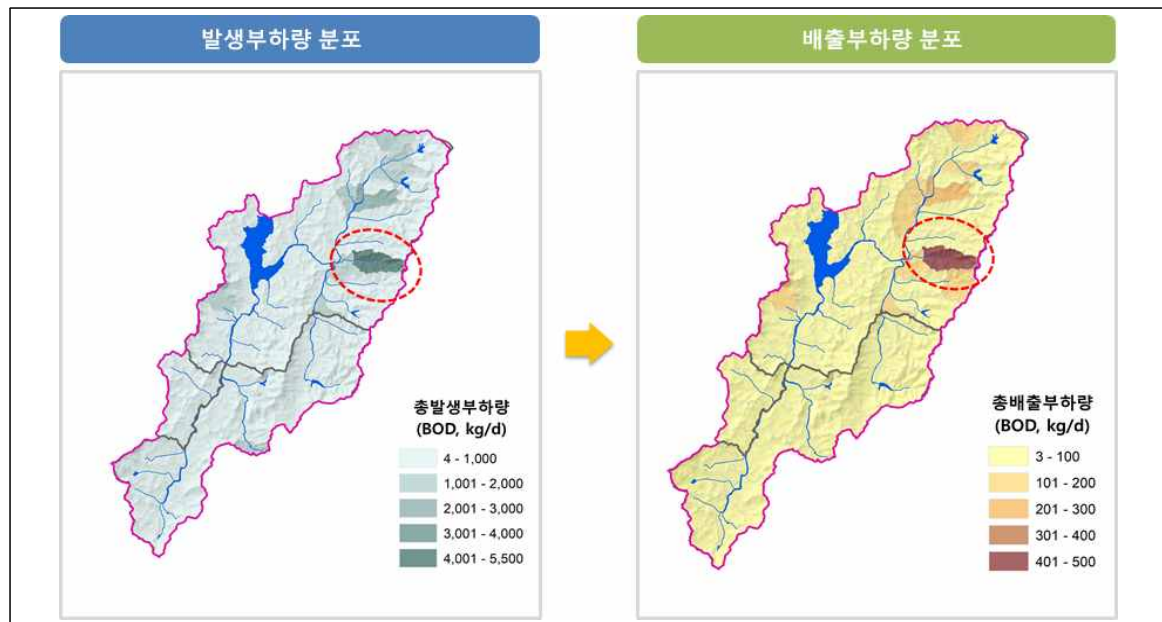 발생부하량 분포
배출부하량 분포
총발생부하량
(BOD, kg/d)
4 - 1,000
1,001 - 2,000
2,001 - 3,000
3,001 - 4,000
4,001 - 5,500
총배출부하량
(BOD, kg/d)
3 - 100
101 - 200
201 - 300
301 - 400
401 - 500